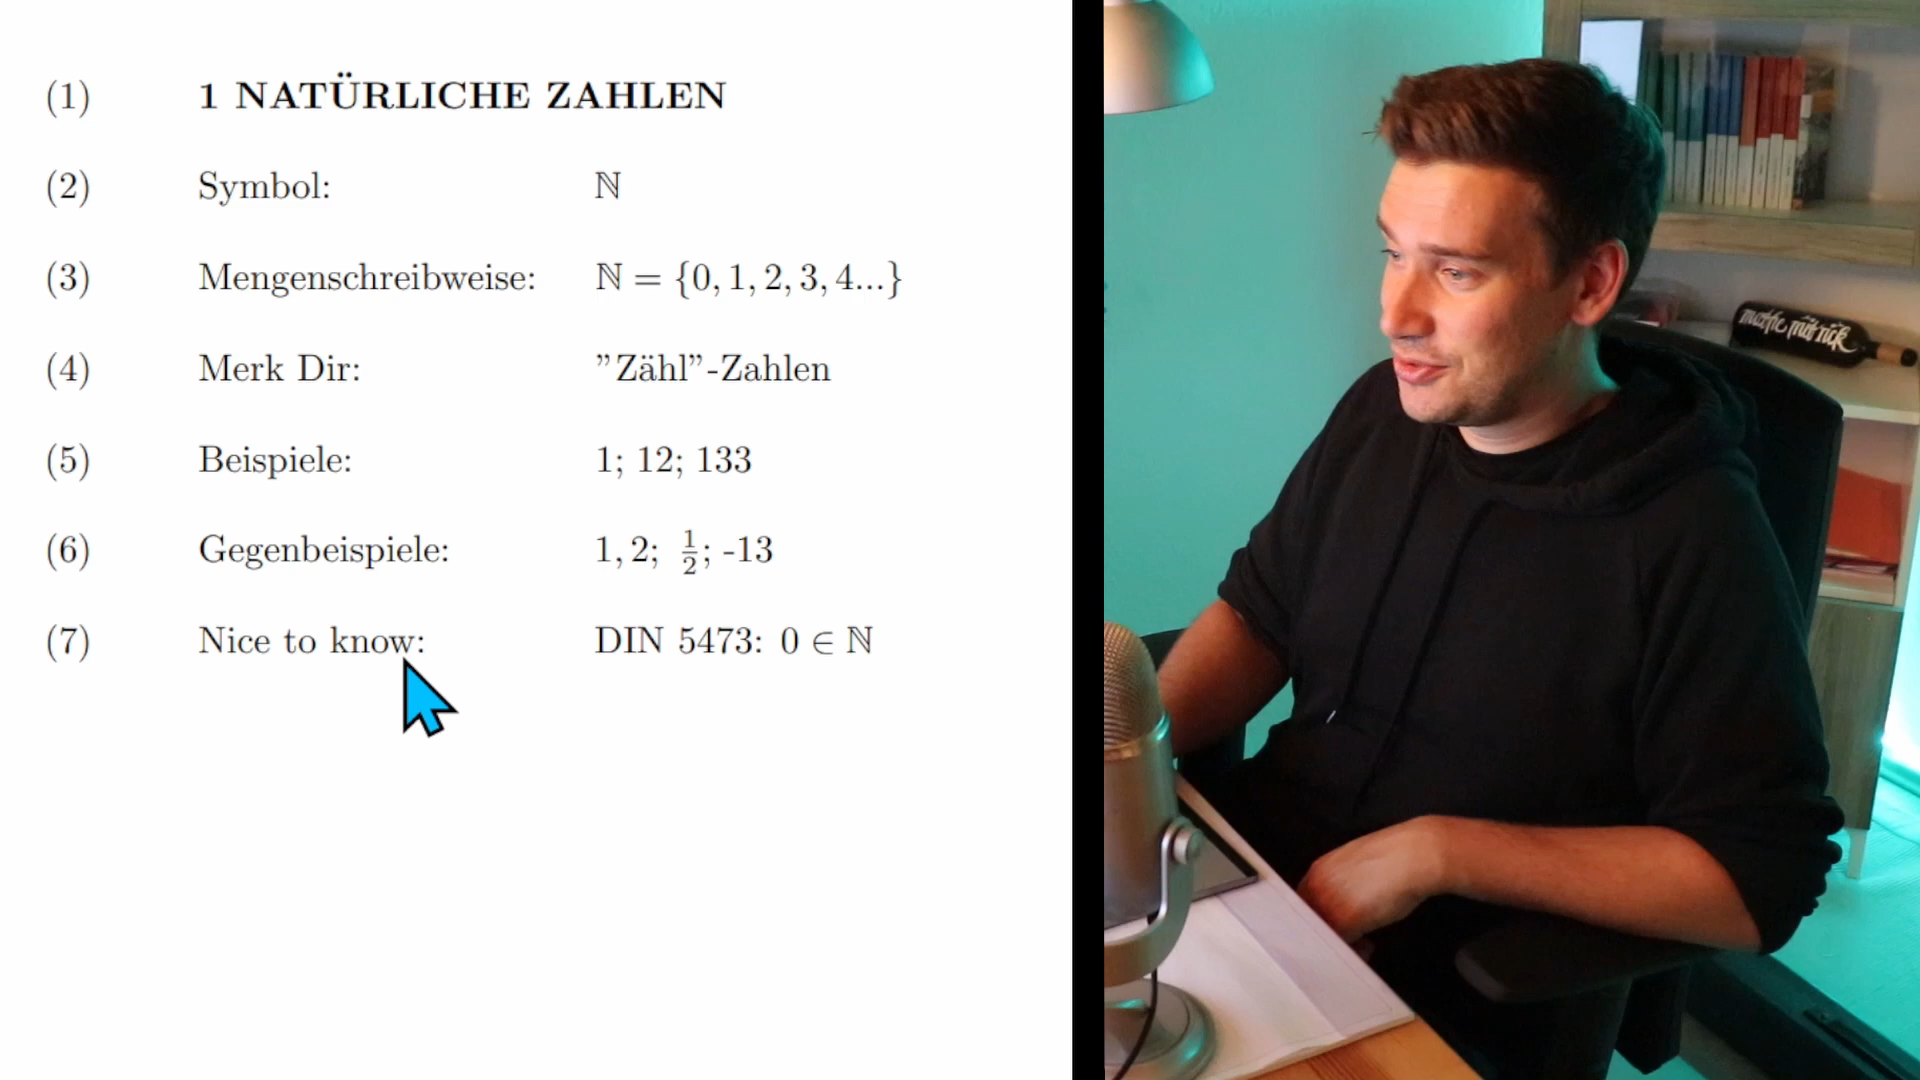 (1) 1 NATÜRLICHE ZAHLEN
(2) Symbol: ℕ
(3) Mengenschreibweise: ℕ = {0, 1, 2, 3, 4...}
(4) Merk Dir: ”Zähl”-Zahlen
(5) Beispiele: 1; 12; 133
(6) Gegenbeispiele: 1, 2; 1/2; -13
(7) Nice to know: DIN 5473: 0 ∈ ℕ